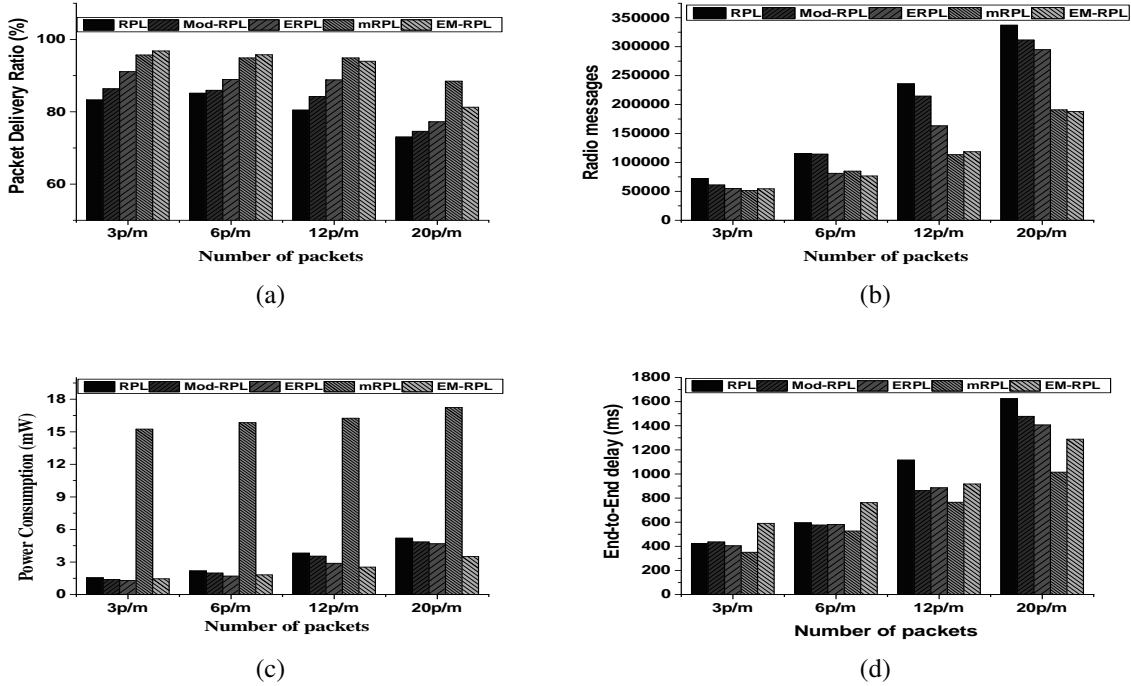 RPL Mod-RPL ERPL mRPL EM-RPL
Packet Delivery Ratio (%)
100
80
60
3p/m 6p/m 12p/m 20p/m
Number of packets
(a)
RPL Mod-RPL ERPL mRPL EM-RPL
Radio messages
350000
300000
250000
200000
150000
100000
50000
0
3p/m 6p/m 12p/m 20p/m
Number of packets
(b)
RPL Mod-RPL ERPL mRPL EM-RPL
Power Consumption (mW)
18
15
12
9
6
3
0
3p/m 6p/m 12p/m 20p/m
Number of packets
(c)
RPL Mod-RPL ERPL mRPL EM-RPL
End-to-End delay (ms)
1800
1600
1400
1200
1000
800
600
400
200
0
3p/m 6p/m 12p/m 20p/m
Number of packets
(d)